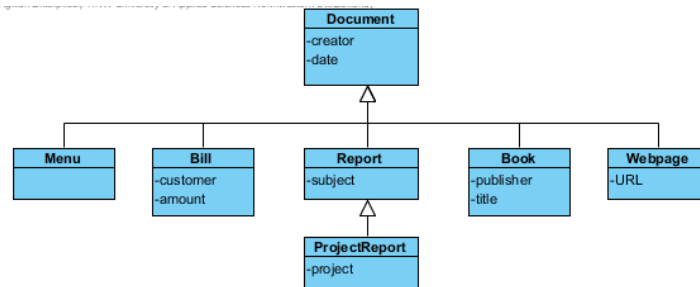 Document
-creator
-date
Menu
Bill
-customer
-amount
Report
-subject
Book
-publisher
-title
Webpage
-URL
ProjectReport
-project